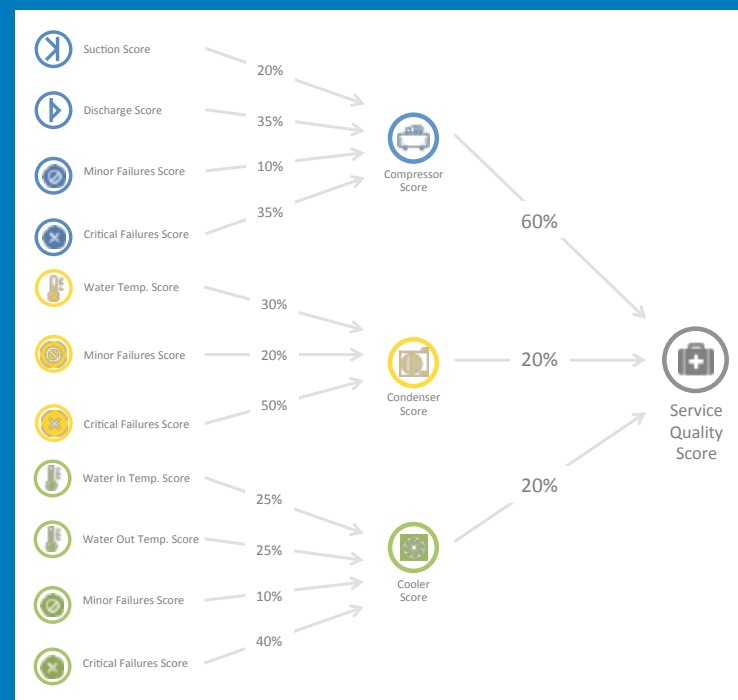 Suction Score
20%
Discharge Score
35%
Minor Failures Score
10%
Compressor
Score
35%
Critical Failures Score
60%
Water Temp. Score
30%
Minor Failures Score
20%
20%
Condenser
Score
50%
Critical Failures Score
Service
Quality
Score
Water In Temp. Score
25%
20%
Water Out Temp. Score
25%
Minor Failures Score
10%
Cooler
Score
40%
Critical Failures Score